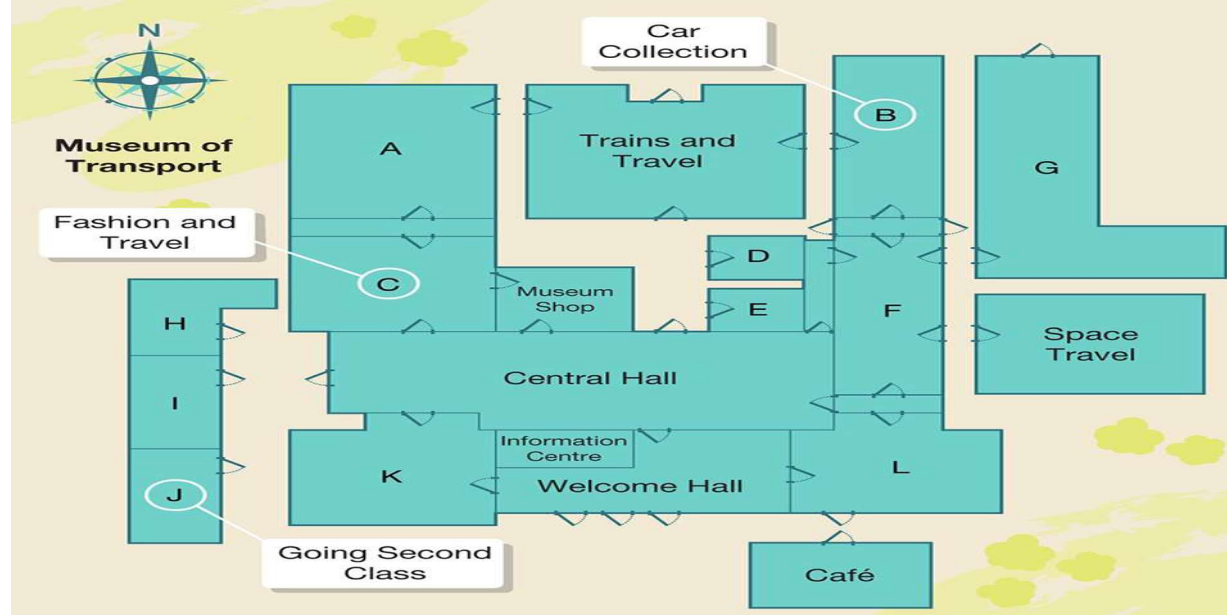 N
Museum of
Transport
Car
Collection
A
Trains and
Travel
B
G
Fashion and
Travel
C
Museum
Shop
D
E
F
Space
Travel
H
I
J
Central Hall
Information
Centre
K
Welcome Hall
L
Going Second
Class
Café